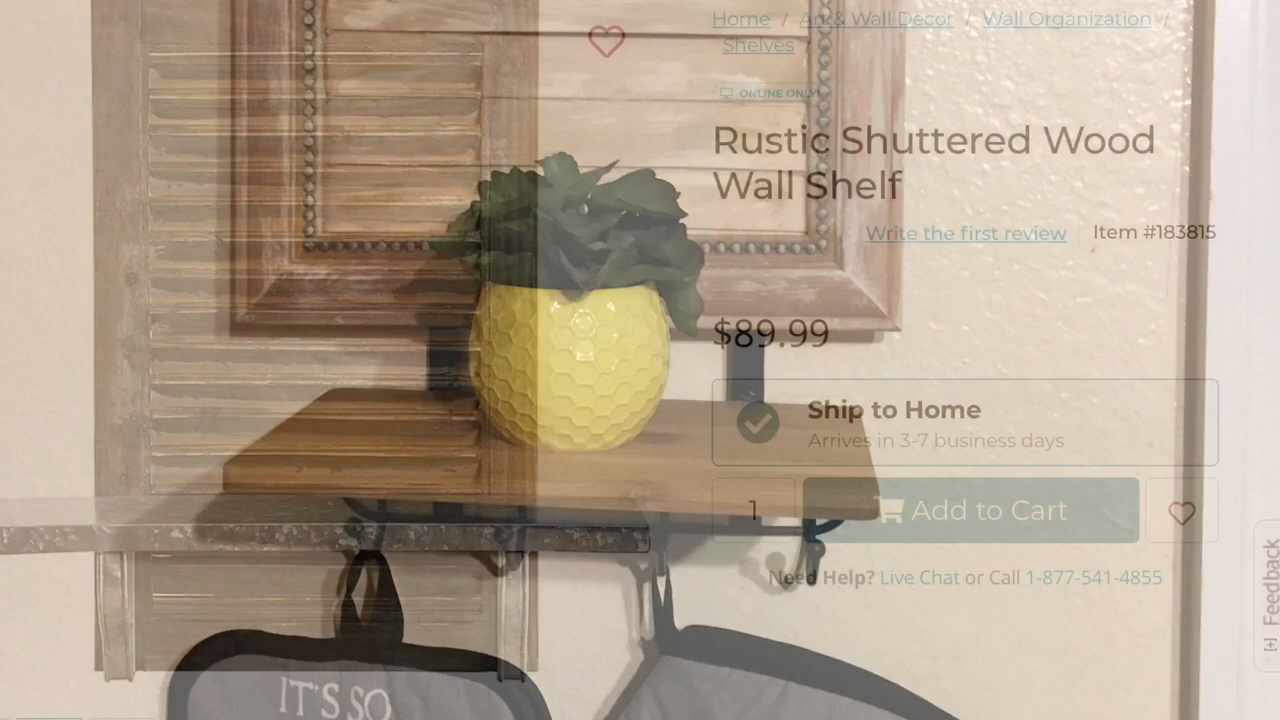 Home / Art & Wall Decor / Wall Organization /
Shelves
ONLINE ONLY!
Rustic Shuttered Wood
Wall Shelf
Write the first review
Item #183815
$89.99
Ship to Home
Arrives in 3-7 business days
1
Add to Cart
Need Help? Live Chat or Call 1-877-541-4855
[+] Feedback
IT'S SO